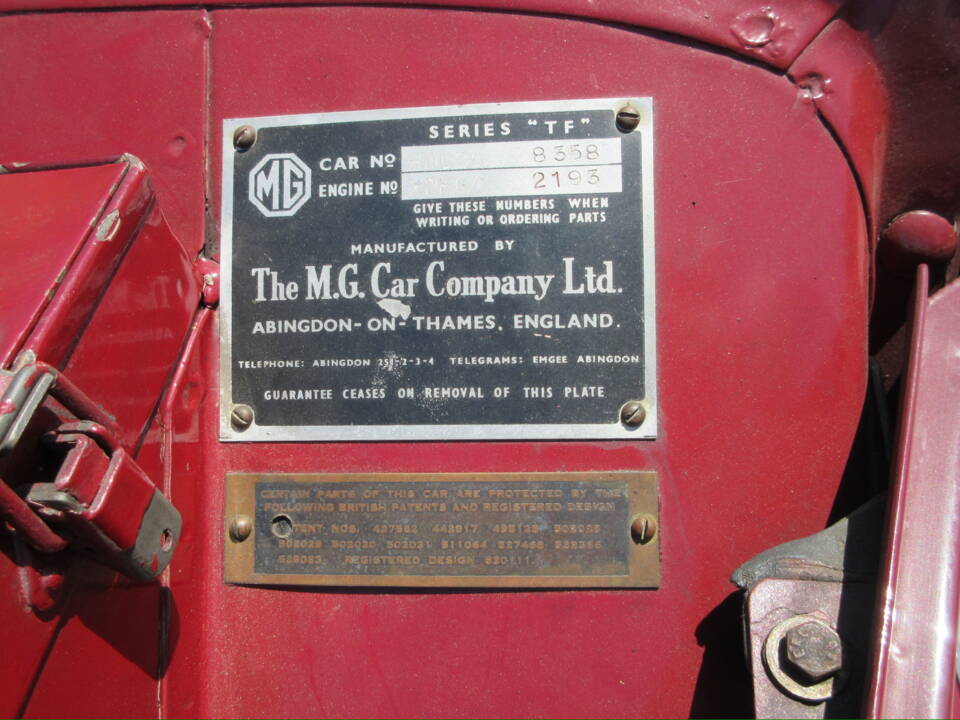 SERIES "TF"
MG
CAR NO 8358
ENGINE NO 2193
GIVE THESE NUMBERS WHEN
WRITING OR ORDERING PARTS
MANUFACTURED BY
The M.G. Car Company Ltd.
ABINGDON-ON-THAMES, ENGLAND.
TELEPHONE: ABINGDON 251-2-3-4 TELEGRAMS: EMGEE ABINGDON
GUARANTEE CEASES ON REMOVAL OF THIS PLATE
CERTAIN PARTS OF THIS CAR ARE PROTECTED BY THE
FOLLOWING BRITISH PATENTS AND REGISTERED DESIGN
NOS.
REGISTERED DESIGN